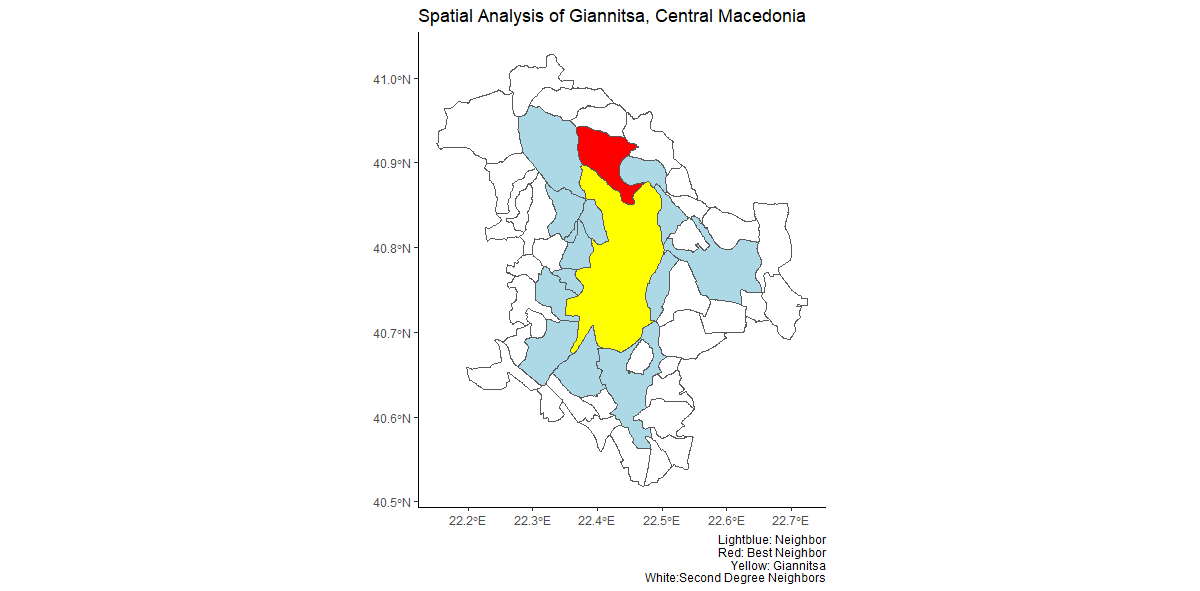 Spatial Analysis of Giannitsa, Central Macedonia
41.0°N
40.9°N
40.8°N
40.7°N
40.6°N
40.5°N
22.2°E 22.3°E 22.4°E 22.5°E 22.6°E 22.7°E
Lightblue: Neighbor
Red: Best Neighbor
Yellow: Giannitsa
White:Second Degree Neighbors